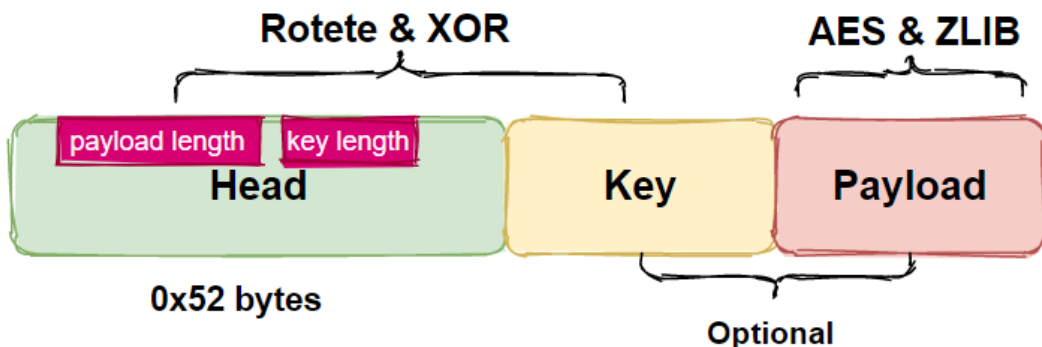 Rotete & XOR
AES & ZLIB
payload length
key length
Head
Key
Payload
0x52 bytes
Optional